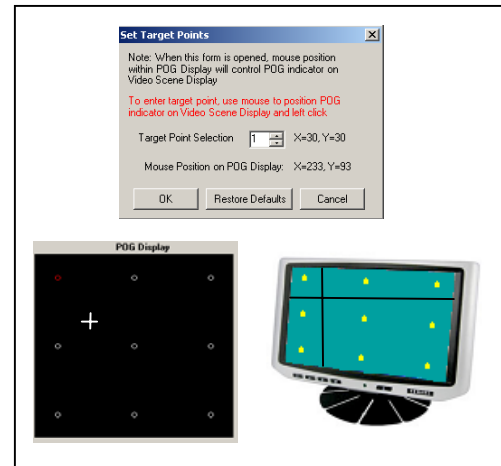 Set Target Points
Note: When this form is opened, mouse position
within POG Display will control POG indicator on
Video Scene Display
To enter target point, use mouse to position POG
indicator on Video Scene Display and left click
Target Point Selection 1 X=30, Y=30
Mouse Position on POG Display: X=233, Y=93
OK Restore Defaults Cancel
POG Display